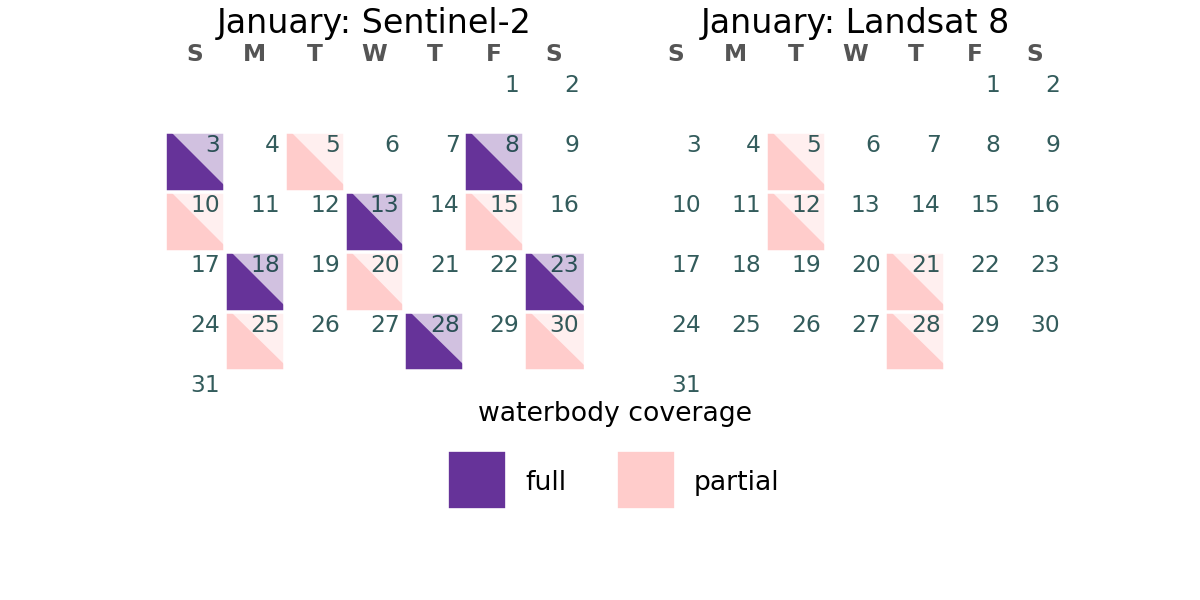 January: Sentinel-2
S M T W T F S
1 2
3 4 5 6 7 8 9
10 11 12 13 14 15 16
17 18 19 20 21 22 23
24 25 26 27 28 29 30
31
January: Landsat 8
S M T W T F S
1 2
3 4 5 6 7 8 9
10 11 12 13 14 15 16
17 18 19 20 21 22 23
24 25 26 27 28 29 30
31
waterbody coverage
full partial